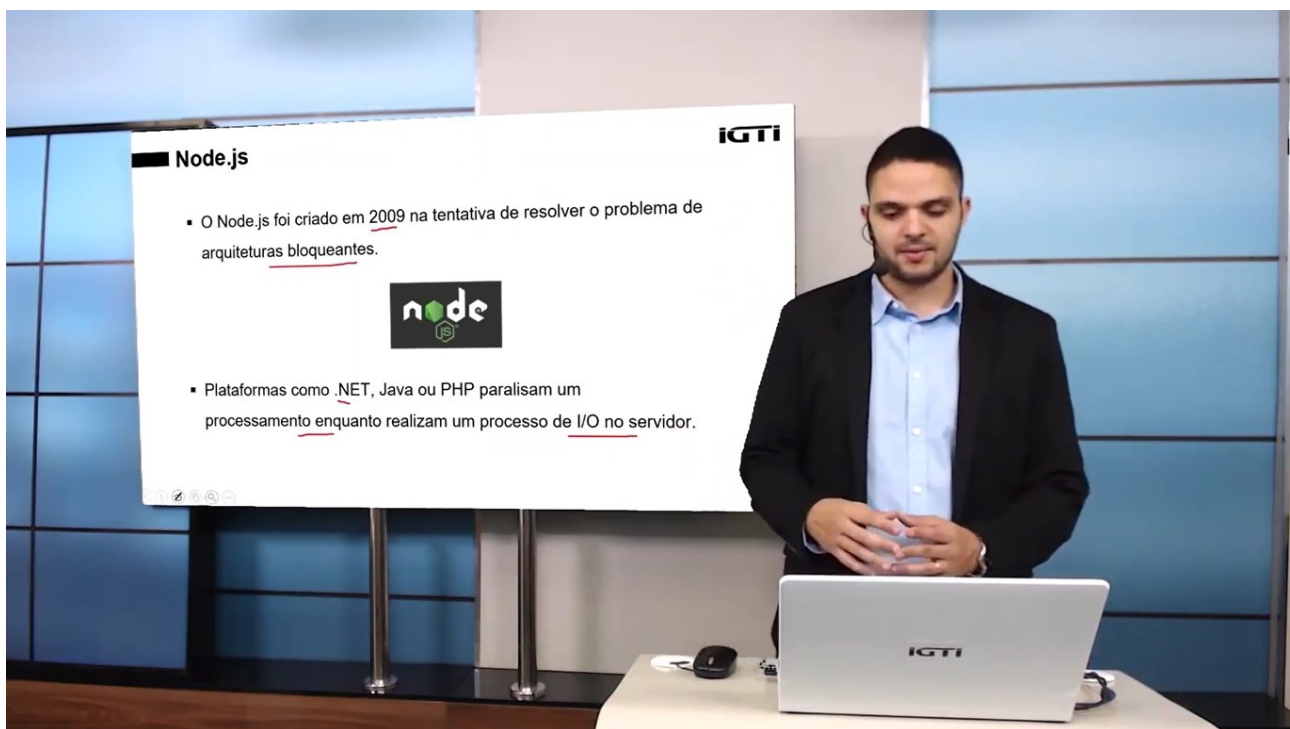 iGTi
Node.js
▪ O Node.js foi criado em 2009 na tentativa de resolver o problema de
arquiteturas bloqueantes.
node
JS
▪ Plataformas como .NET, Java ou PHP paralisam um
processamento enquanto realizam um processo de I/O no servidor.
iGTi